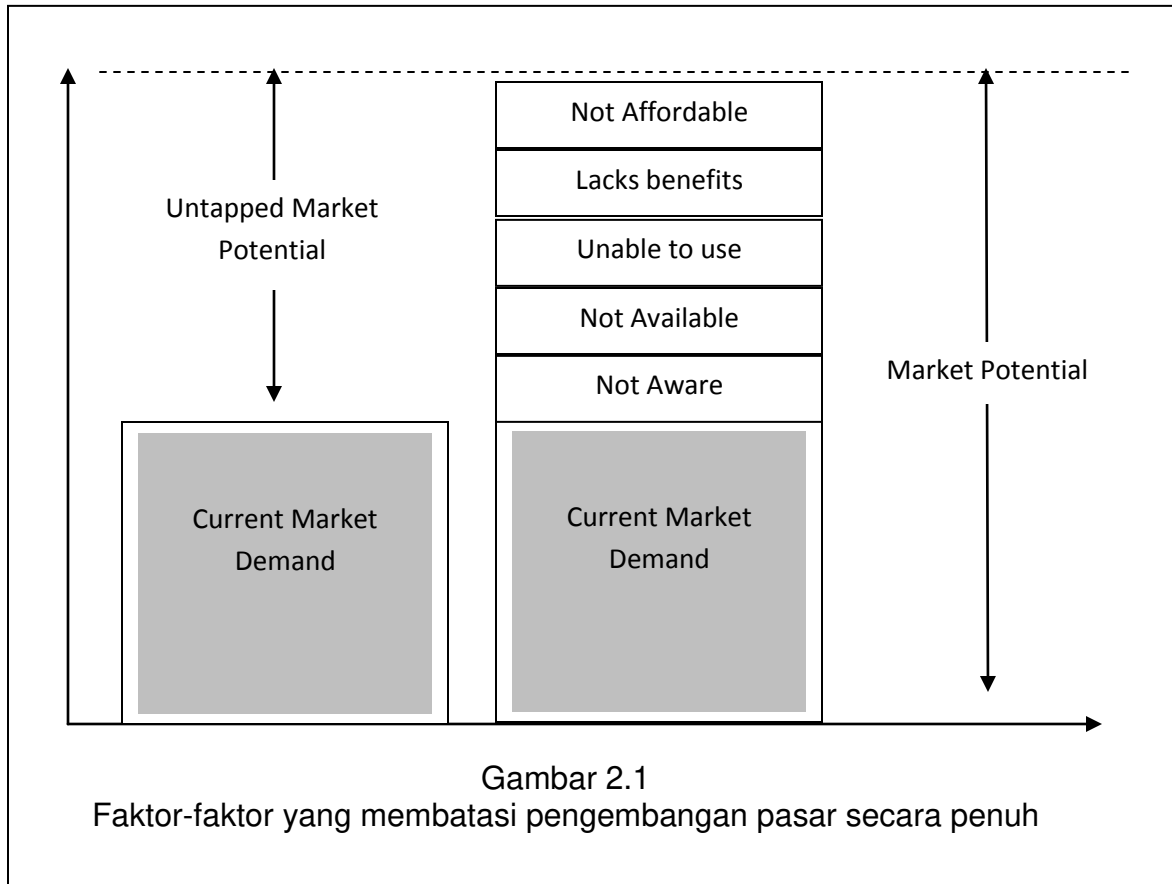 Not Affordable
Lacks benefits
Untapped Market
Potential
Unable to use
Not Available
Not Aware
Market Potential
Current Market
Demand
Current Market
Demand
Gambar 2.1
Faktor-faktor yang membatasi pengembangan pasar secara penuh